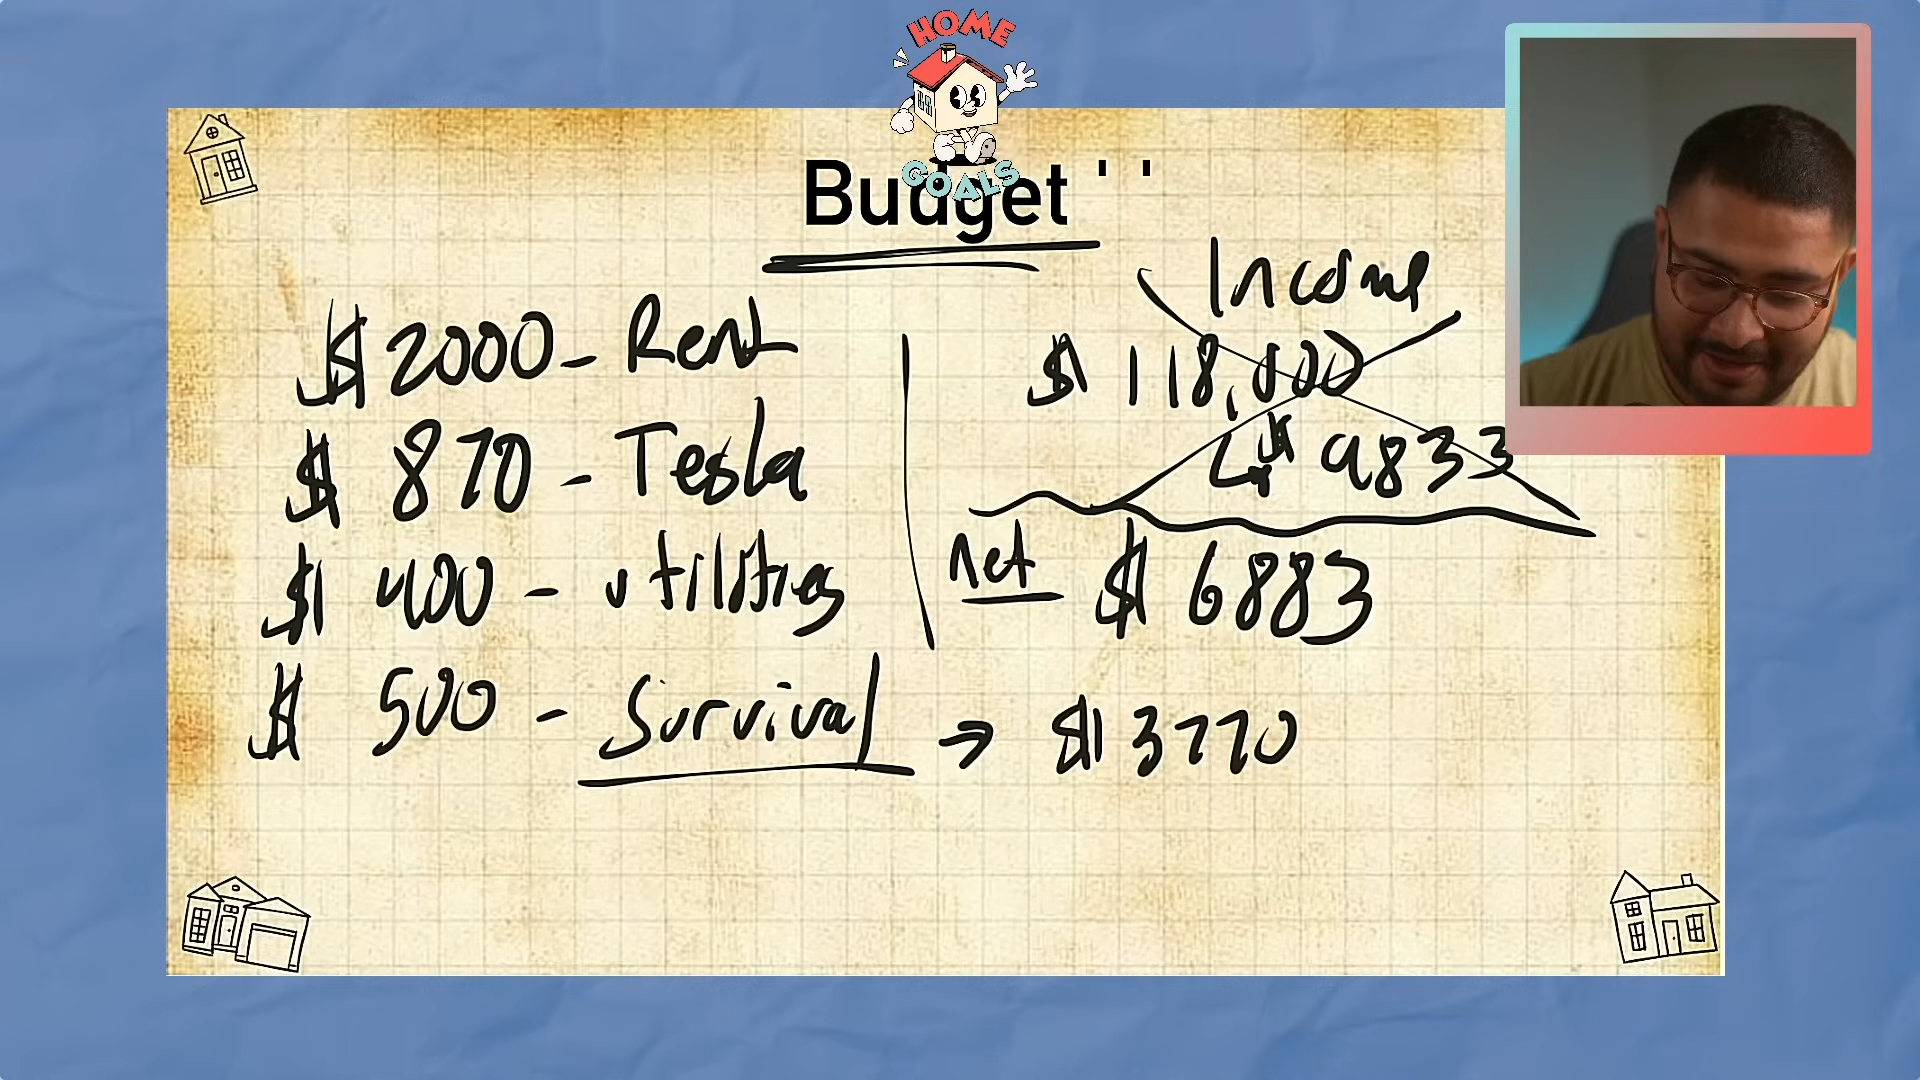 HOME
GOALS
Budget ' '
$ 2000 - Rent
$ 870 - Tesla
$ 400 - utilities
$ 500 - Survival → $ 3770
Income
$ 118,000
↳ $ 9833
net $ 6883